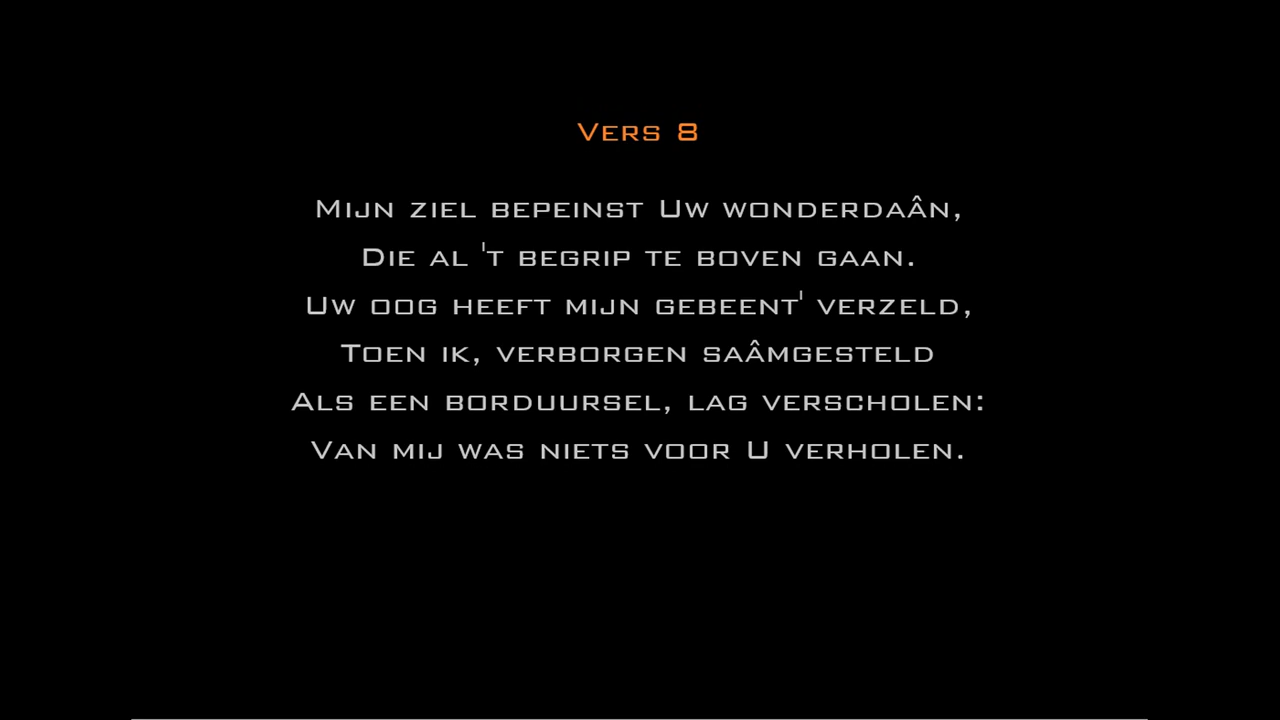 Vers 8
Mijn ziel bepeinst Uw wonderdaân,
Die al 't begrip te boven gaan.
Uw oog heeft mijn gebeent' verzeld,
Toen ik, verborgen saâmgesteld
Als een borduursel, lag verscholen:
Van mij was niets voor U verholen.